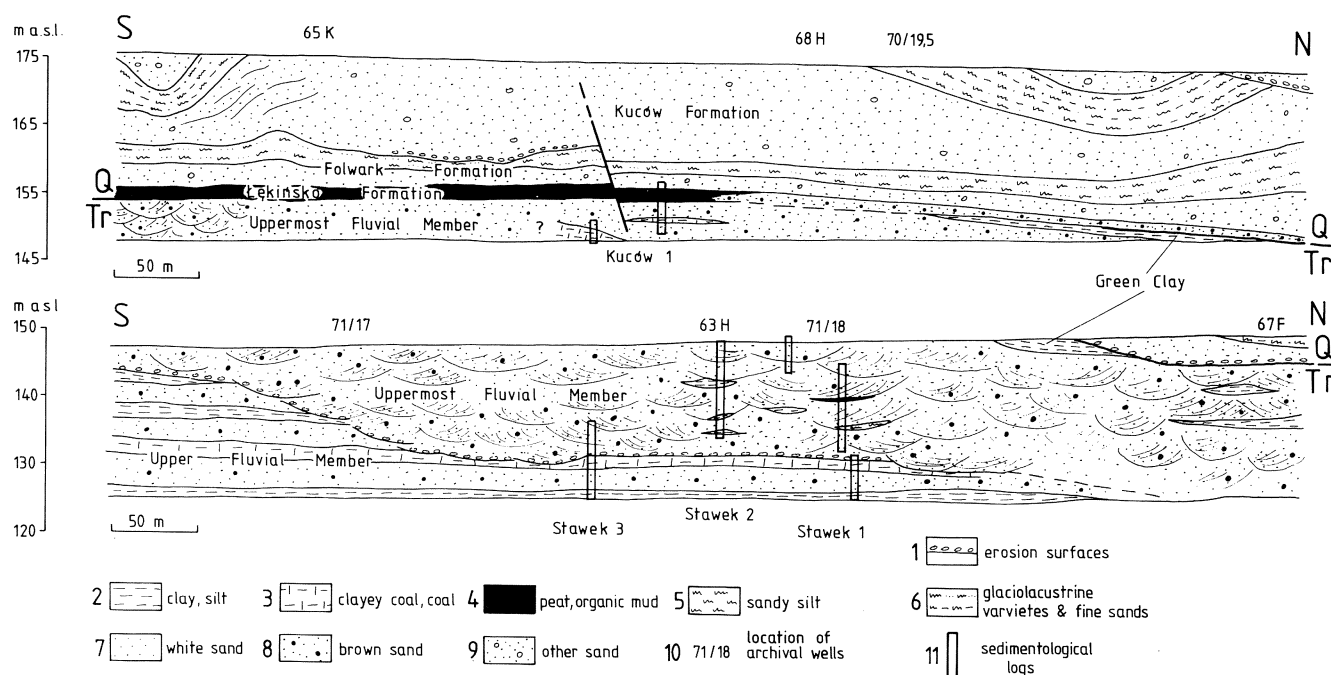 m a.s.l.
S
65 K
68 H
70/19,5
N
175
165
155
145
Kuców Formation
Folwark Formation
Łękińsko Formation
Q
Tr
Uppermost Fluvial Member
?
Kuców 1
Q
Tr
50 m
Green Clay
m a s l
S
71/17
63 H
71/18
N
67F
150
140
130
120
Q
Tr
Uppermost Fluvial Member
Upper Fluvial Member
50 m
Stawek 3
Stawek 2
Stawek 1
1 erosion surfaces
2 clay, silt
3 clayey coal, coal
4 peat, organic mud
5 sandy silt
6 glaciolacustrine
varvietes & fine sands
7 white sand
8 brown sand
9 other sand
10 71/18 location of
archival wells
11 sedimentological
logs